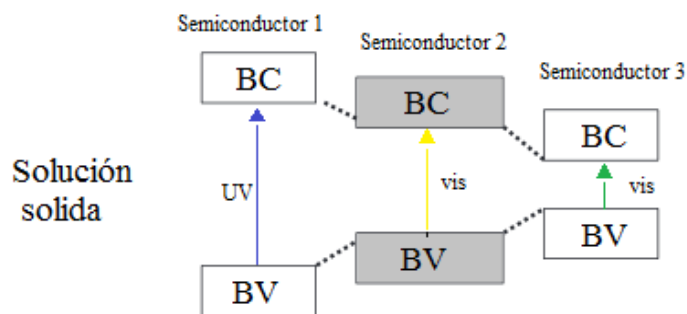 Semiconductor 1
Semiconductor 2
Semiconductor 3
BC
BC
BC
Solución
solida
UV
vis
vis
BV
BV
BV